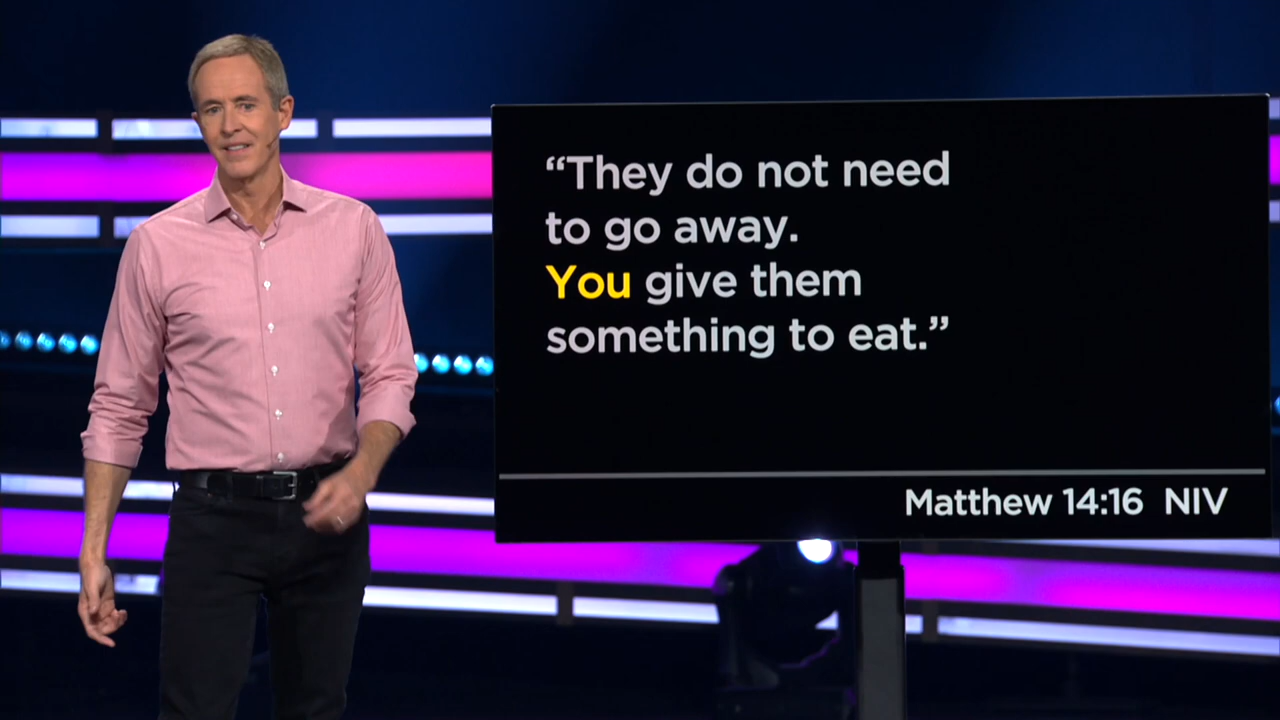 “They do not need
to go away.
You give them
something to eat.”
Matthew 14:16 NIV